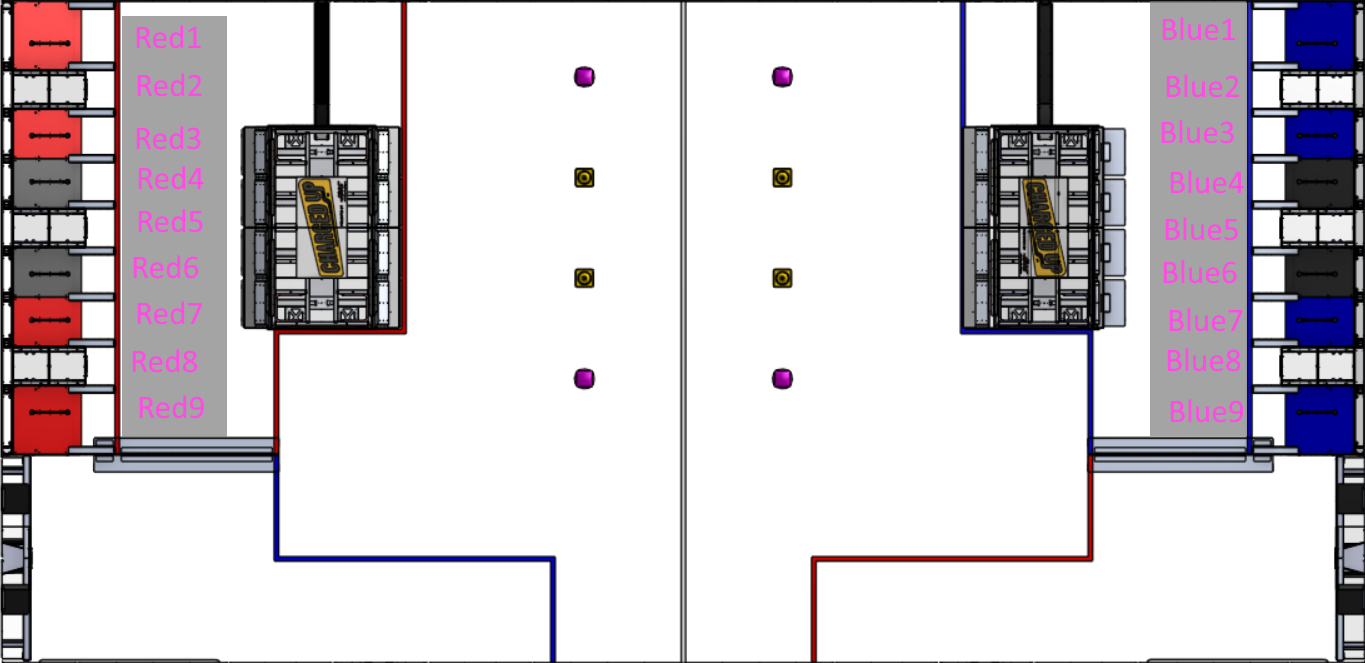 Red1
Red2
Red3
Red4
Red5
Red6
Red7
Red8
Red9
CHARGED UP
CHARGED UP
Blue1
Blue2
Blue3
Blue4
Blue5
Blue6
Blue7
Blue8
Blue9